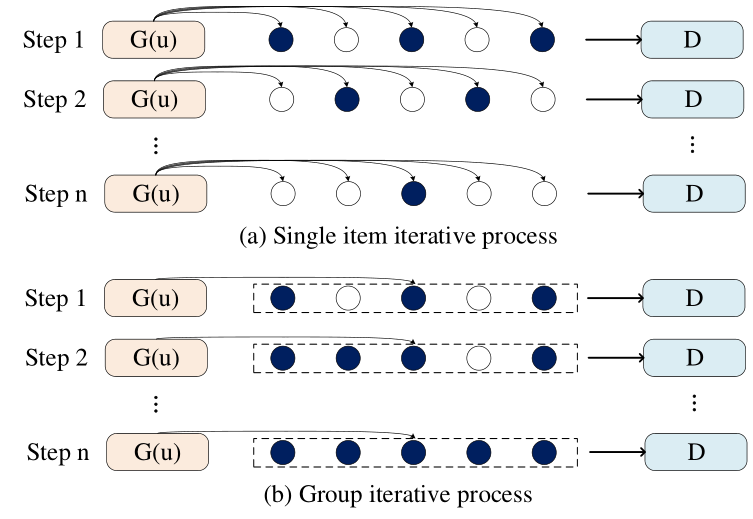 Step 1 G(u) D
Step 2 G(u) D
⋮ ⋮
Step n G(u) D
(a) Single item iterative process
Step 1 G(u) D
Step 2 G(u) D
⋮ ⋮
Step n G(u) D
(b) Group iterative process